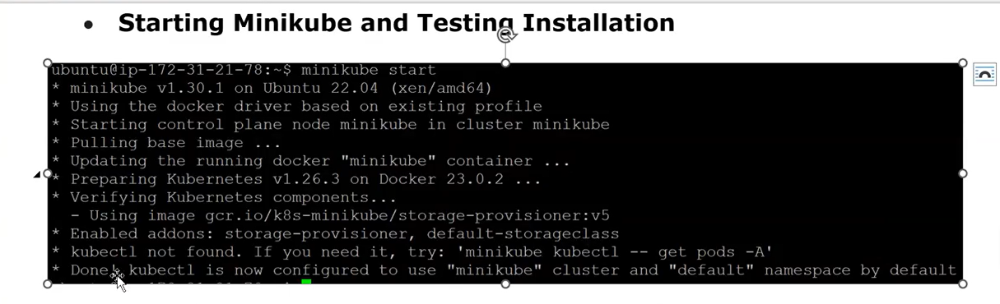 • Starting Minikube and Testing Installation
ubuntu@ip-172-31-21-78:~$ minikube start
* minikube v1.30.1 on Ubuntu 22.04 (xen/amd64)
* Using the docker driver based on existing profile
* Starting control plane node minikube in cluster minikube
* Pulling base image ...
* Updating the running docker "minikube" container ...
* Preparing Kubernetes v1.26.3 on Docker 23.0.2 ...
* Verifying Kubernetes components...
- Using image gcr.io/k8s-minikube/storage-provisioner:v5
* Enabled addons: storage-provisioner, default-storageclass
* kubectl not found. If you need it, try: 'minikube kubectl -- get pods -A'
* Done! kubectl is now configured to use "minikube" cluster and "default" namespace by default